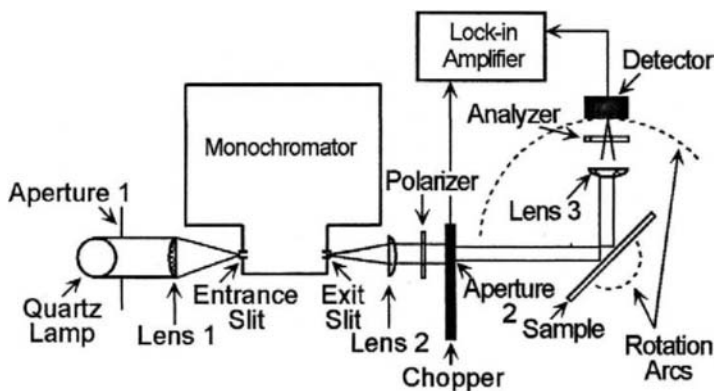 Lock-in
Amplifier
Detector
Analyzer
Monochromator
Polarizer
Aperture 1
Lens 3
Entrance
Slit
Exit
Slit
Aperture
2
Quartz
Lamp
Lens 1
Lens 2
Sample
Rotation
Arcs
Chopper